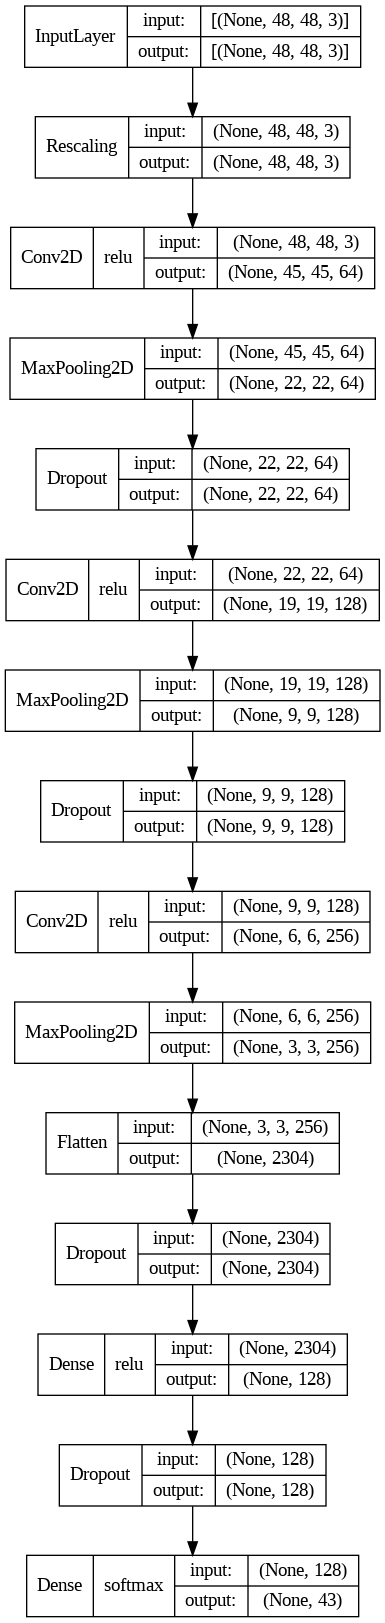 InputLayer input: [(None, 48, 48, 3)]
output: [(None, 48, 48, 3)]
Rescaling input: (None, 48, 48, 3)
output: (None, 48, 48, 3)
Conv2D relu input: (None, 48, 48, 3)
output: (None, 45, 45, 64)
MaxPooling2D input: (None, 45, 45, 64)
output: (None, 22, 22, 64)
Dropout input: (None, 22, 22, 64)
output: (None, 22, 22, 64)
Conv2D relu input: (None, 22, 22, 64)
output: (None, 19, 19, 128)
MaxPooling2D input: (None, 19, 19, 128)
output: (None, 9, 9, 128)
Dropout input: (None, 9, 9, 128)
output: (None, 9, 9, 128)
Conv2D relu input: (None, 9, 9, 128)
output: (None, 6, 6, 256)
MaxPooling2D input: (None, 6, 6, 256)
output: (None, 3, 3, 256)
Flatten input: (None, 3, 3, 256)
output: (None, 2304)
Dropout input: (None, 2304)
output: (None, 2304)
Dense relu input: (None, 2304)
output: (None, 128)
Dropout input: (None, 128)
output: (None, 128)
Dense softmax input: (None, 128)
output: (None, 43)